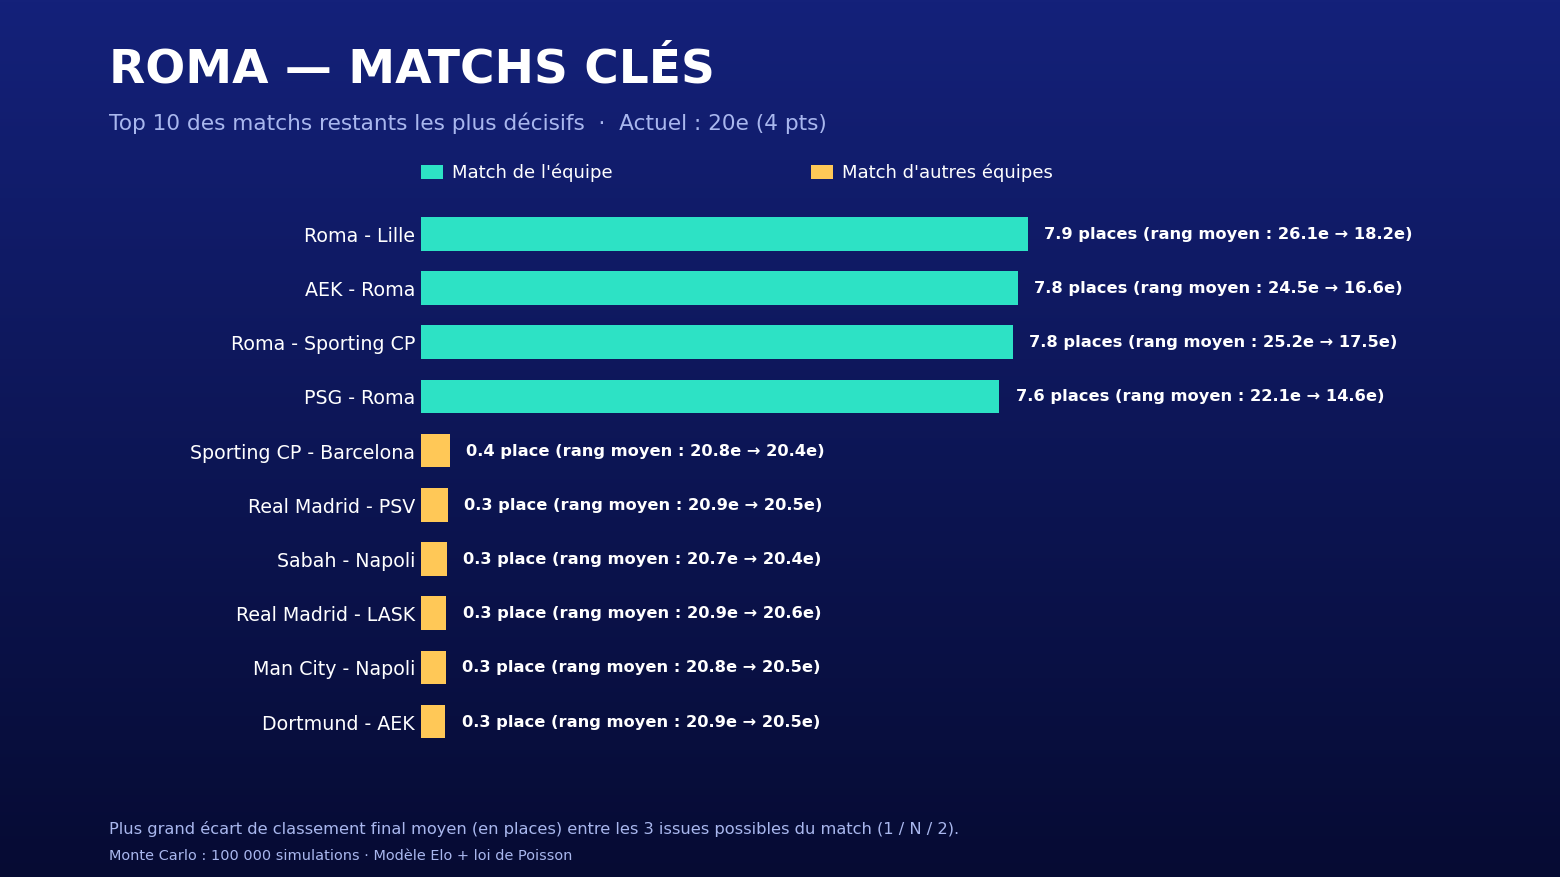 ROMA — MATCHS CLÉS
Top 10 des matchs restants les plus décisifs · Actuel : 20e (4 pts)
Match de l'équipe
Match d'autres équipes
Roma - Lille 7.9 places (rang moyen : 26.1e → 18.2e)
AEK - Roma 7.8 places (rang moyen : 24.5e → 16.6e)
Roma - Sporting CP 7.8 places (rang moyen : 25.2e → 17.5e)
PSG - Roma 7.6 places (rang moyen : 22.1e → 14.6e)
Sporting CP - Barcelona 0.4 place (rang moyen : 20.8e → 20.4e)
Real Madrid - PSV 0.3 place (rang moyen : 20.9e → 20.5e)
Sabah - Napoli 0.3 place (rang moyen : 20.7e → 20.4e)
Real Madrid - LASK 0.3 place (rang moyen : 20.9e → 20.6e)
Man City - Napoli 0.3 place (rang moyen : 20.8e → 20.5e)
Dortmund - AEK 0.3 place (rang moyen : 20.9e → 20.5e)
Plus grand écart de classement final moyen (en places) entre les 3 issues possibles du match (1 / N / 2).
Monte Carlo : 100 000 simulations · Modèle Elo + loi de Poisson